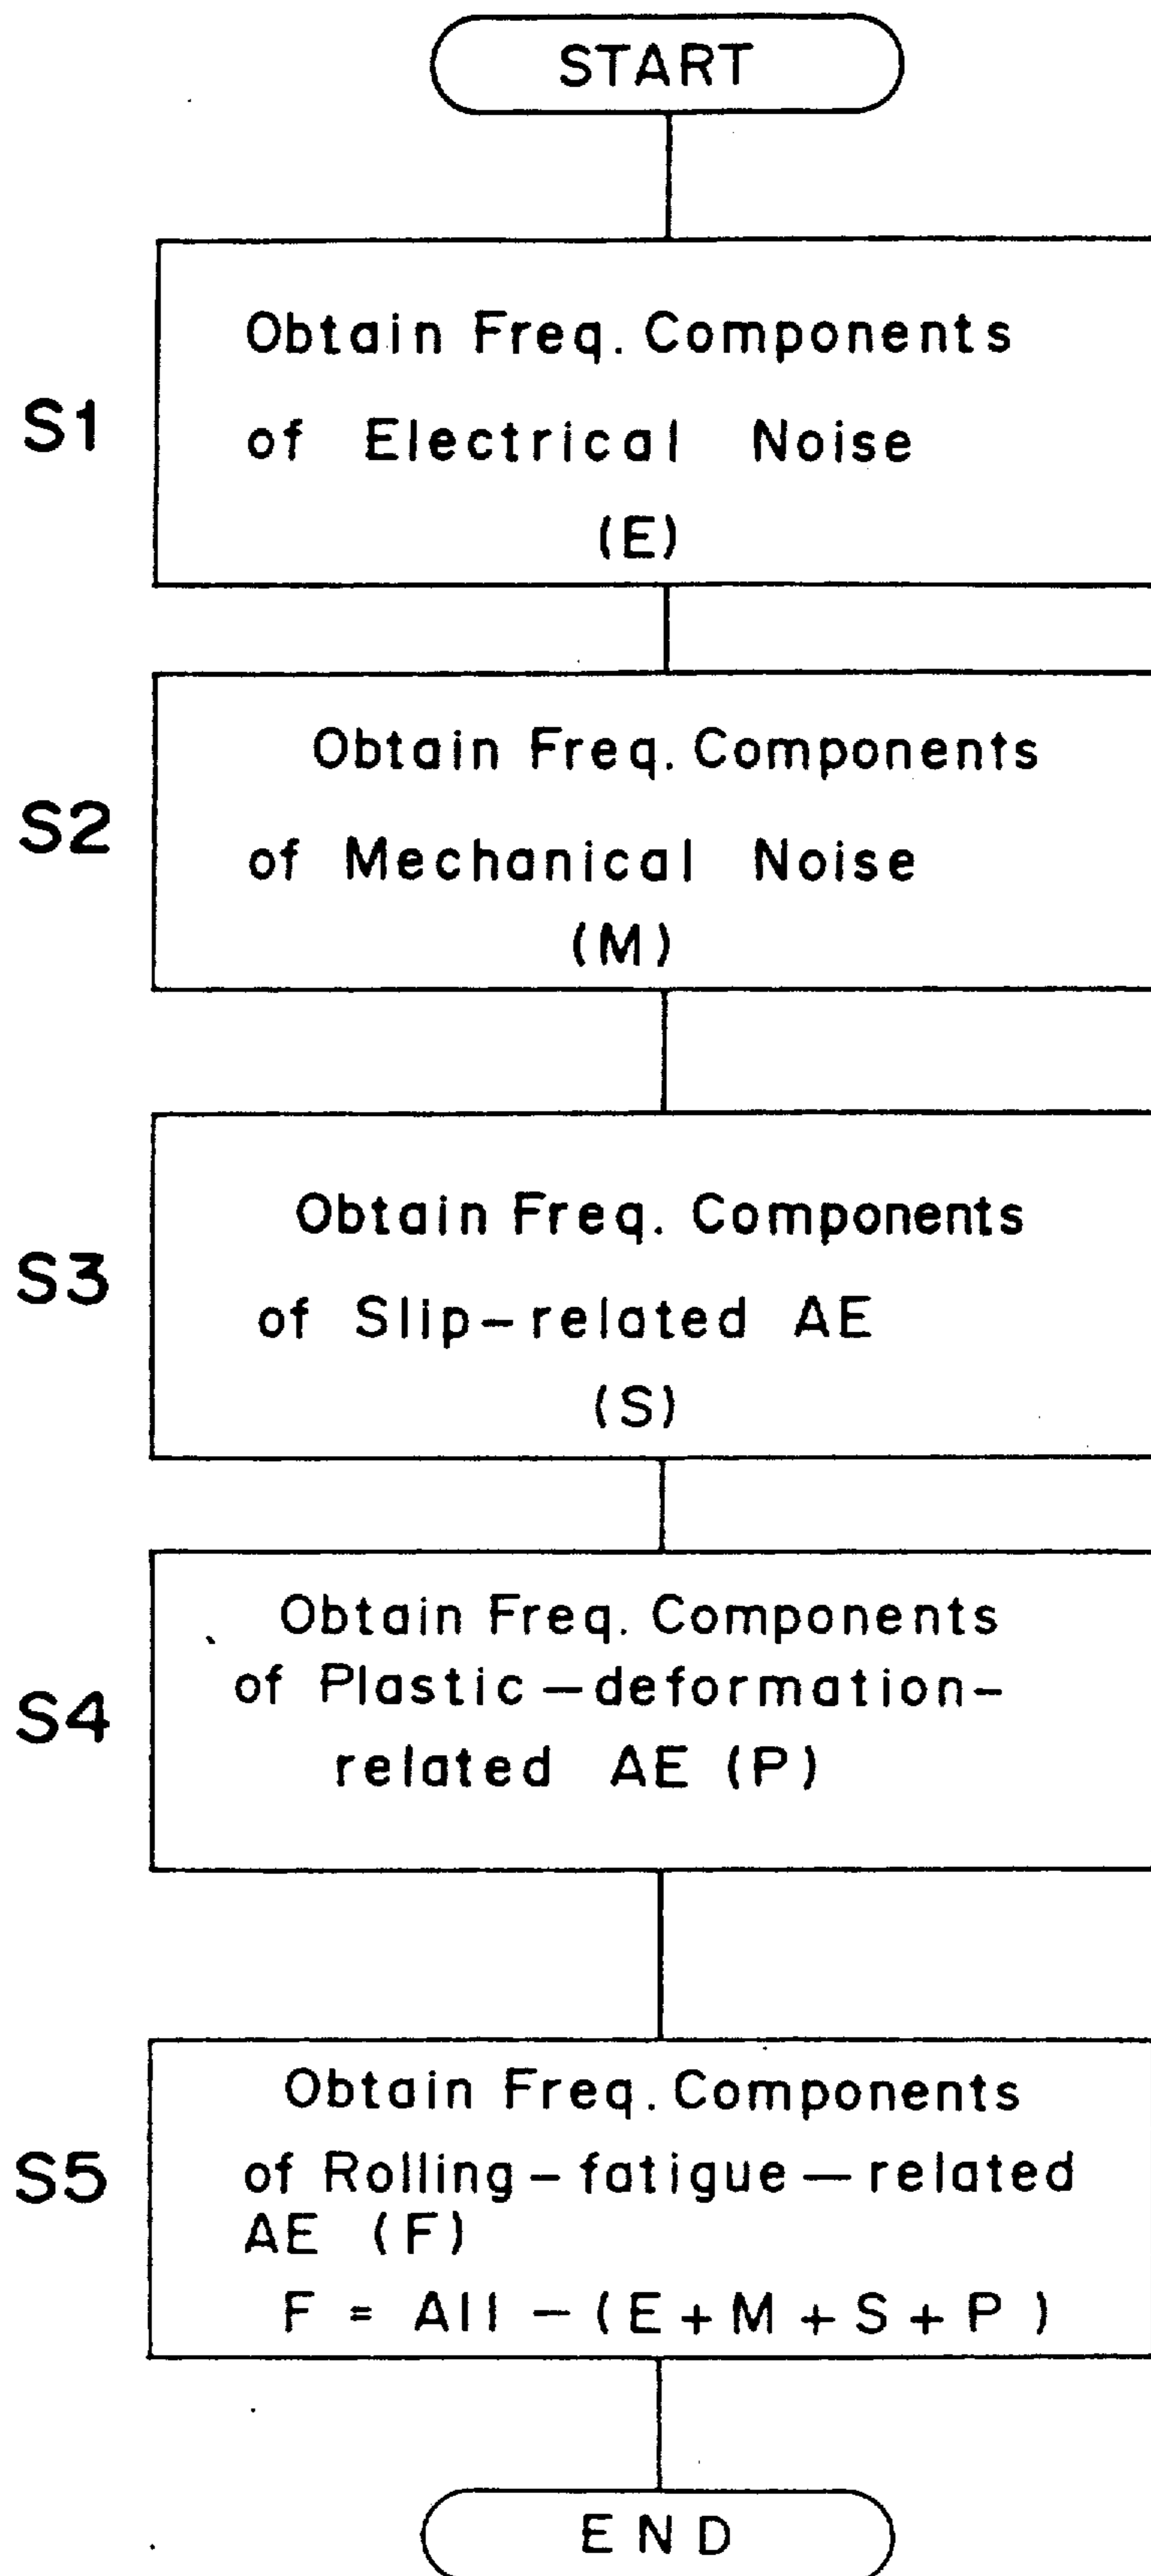 START
S1
Obtain Freq. Components
of Electrical Noise
(E)
S2
Obtain Freq. Components
of Mechanical Noise
(M)
S3
Obtain Freq. Components
of Slip-related AE
(S)
S4
Obtain Freq. Components
of Plastic-deformation-
related AE (P)
S5
Obtain Freq. Components
of Rolling-fatigue-related
AE (F)
F = All - (E+M+S+P)
END